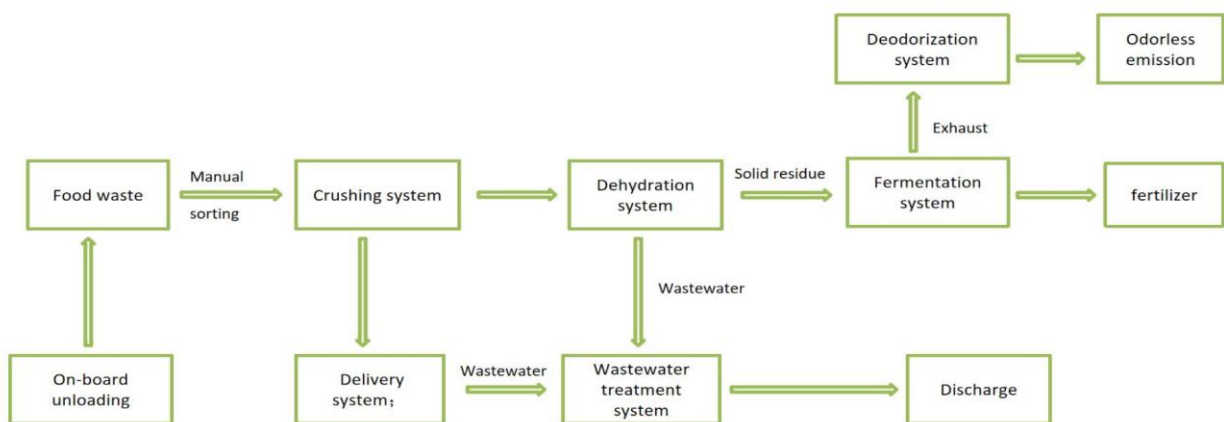 Deodorization
system
Odorless
emission
Exhaust
Food waste
Manual
sorting
Crushing system
Dehydration
system
Solid residue
Fermentation
system
fertilizer
Wastewater
On-board
unloading
Delivery
system；
Wastewater
Wastewater
treatment
system
Discharge